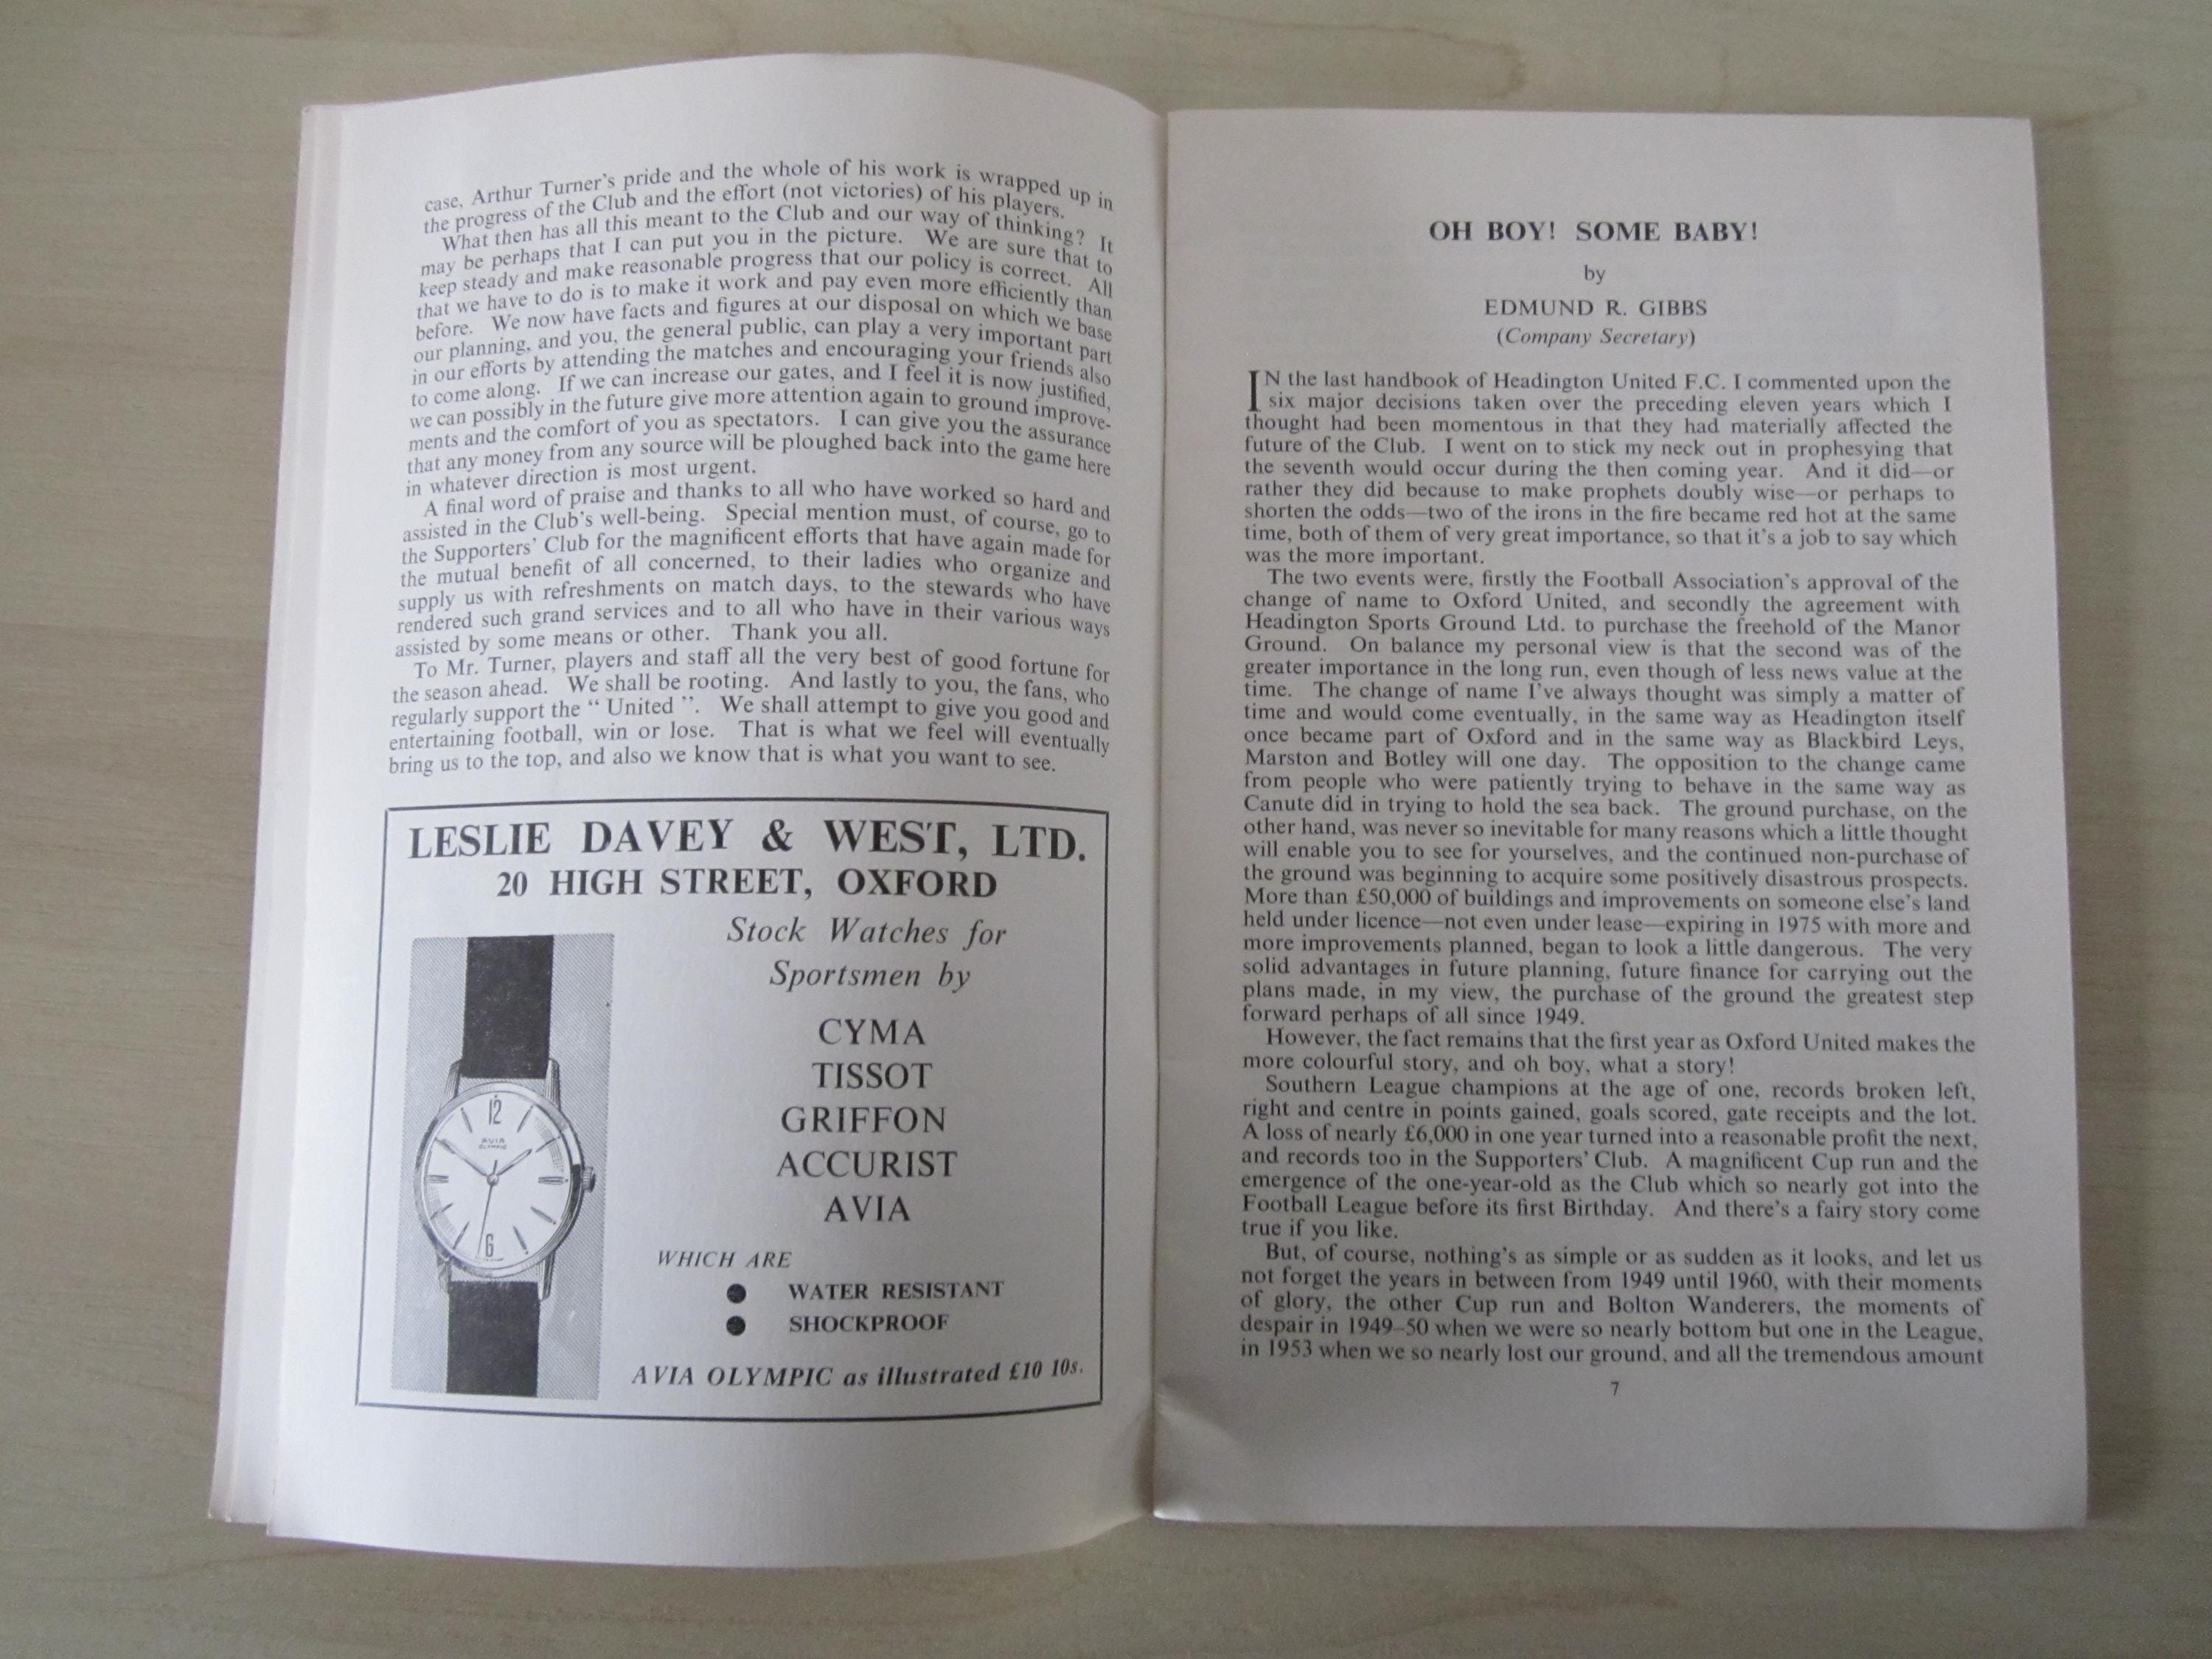 case, Arthur Turner's pride and the whole of his work is wrapped up in
the progress of the Club and the effort (not victories) of his players.
What then has all this meant to the Club and our way of thinking? It
may be perhaps that I can put you in the picture. We are sure that to
keep steady and make reasonable progress that our policy is correct. All
that we have to do is to make it work and pay even more efficiently than
before. We now have facts and figures at our disposal on which we base
our planning, and you, the general public, can play a very important part
in our efforts by attending the matches and encouraging your friends also
to come along. If we can increase our gates, and I feel it is now justified,
we can possibly in the future give more attention again to ground improve-
ments and the comfort of you as spectators. I can give you the assurance
that any money from any source will be ploughed back into the game here
in whatever direction is most urgent.
A final word of praise and thanks to all who have worked so hard and
assisted in the Club's well-being. Special mention must, of course, go to
the Supporters' Club for the magnificent efforts that have again made for
the mutual benefit of all concerned, to their ladies who organize and
supply us with refreshments on match days, to the stewards who have
rendered such grand services and to all who have in their various ways
assisted by some means or other. Thank you all.
To Mr. Turner, players and staff all the very best of good fortune for
the season ahead. We shall be rooting. And lastly to you, the fans, who
regularly support the “ United ”. We shall attempt to give you good and
entertaining football, win or lose. That is what we feel will eventually
bring us to the top, and also we know that is what you want to see.
LESLIE DAVEY & WEST, LTD.
20 HIGH STREET, OXFORD
Stock Watches for
Sportsmen by
CYMA
TISSOT
GRIFFON
ACCURIST
AVIA
12
AVIA
OLYMPIC
6
WHICH ARE
● WATER RESISTANT
● SHOCKPROOF
AVIA OLYMPIC as illustrated £10 10s.
OH BOY! SOME BABY!
by
EDMUND R. GIBBS
(Company Secretary)
IN the last handbook of Headington United F.C. I commented upon the
six major decisions taken over the preceding eleven years which I
thought had been momentous in that they had materially affected the
future of the Club. I went on to stick my neck out in prophesying that
the seventh would occur during the then coming year. And it did—or
rather they did because to make prophets doubly wise—or perhaps to
shorten the odds—two of the irons in the fire became red hot at the same
time, both of them of very great importance, so that it's a job to say which
was the more important.
The two events were, firstly the Football Association's approval of the
change of name to Oxford United, and secondly the agreement with
Headington Sports Ground Ltd. to purchase the freehold of the Manor
Ground. On balance my personal view is that the second was of the
greater importance in the long run, even though of less news value at the
time. The change of name I've always thought was simply a matter of
time and would come eventually, in the same way as Headington itself
once became part of Oxford and in the same way as Blackbird Leys,
Marston and Botley will one day. The opposition to the change came
from people who were patiently trying to behave in the same way as
Canute did in trying to hold the sea back. The ground purchase, on the
other hand, was never so inevitable for many reasons which a little thought
will enable you to see for yourselves, and the continued non-purchase of
the ground was beginning to acquire some positively disastrous prospects.
More than £50,000 of buildings and improvements on someone else's land
held under licence—not even under lease—expiring in 1975 with more and
more improvements planned, began to look a little dangerous. The very
solid advantages in future planning, future finance for carrying out the
plans made, in my view, the purchase of the ground the greatest step
forward perhaps of all since 1949.
However, the fact remains that the first year as Oxford United makes the
more colourful story, and oh boy, what a story!
Southern League champions at the age of one, records broken left,
right and centre in points gained, goals scored, gate receipts and the lot.
A loss of nearly £6,000 in one year turned into a reasonable profit the next,
and records too in the Supporters' Club. A magnificent Cup run and the
emergence of the one-year-old as the Club which so nearly got into the
Football League before its first Birthday. And there's a fairy story come
true if you like.
But, of course, nothing's as simple or as sudden as it looks, and let us
not forget the years in between from 1949 until 1960, with their moments
of glory, the other Cup run and Bolton Wanderers, the moments of
despair in 1949–50 when we were so nearly bottom but one in the League,
in 1953 when we so nearly lost our ground, and all the tremendous amount
7